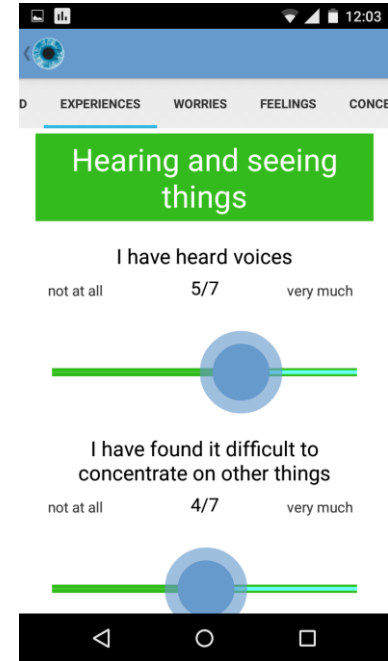 12:03
D EXPERIENCES WORRIES FEELINGS CONCE
Hearing and seeing
things
I have heard voices
not at all 5/7 very much
I have found it difficult to
concentrate on other things
not at all 4/7 very much